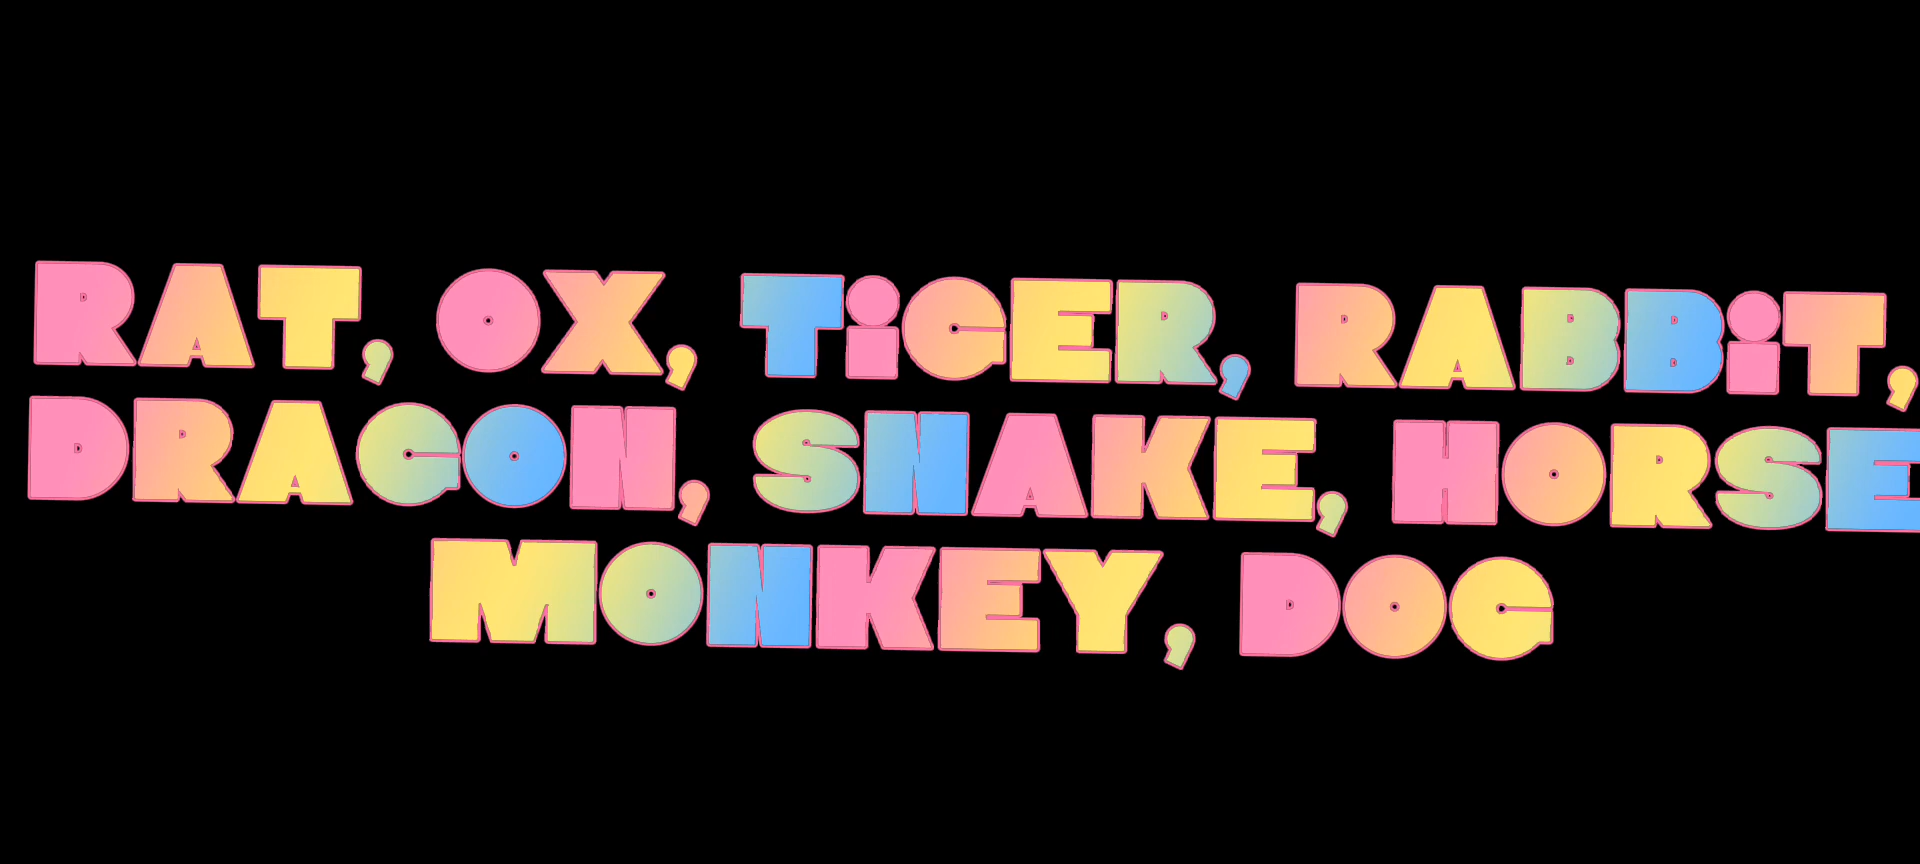 RAT, OX, TiGER, RABBiT,
DRAGON, SNAKE, HORSE
MONKEY, DOG